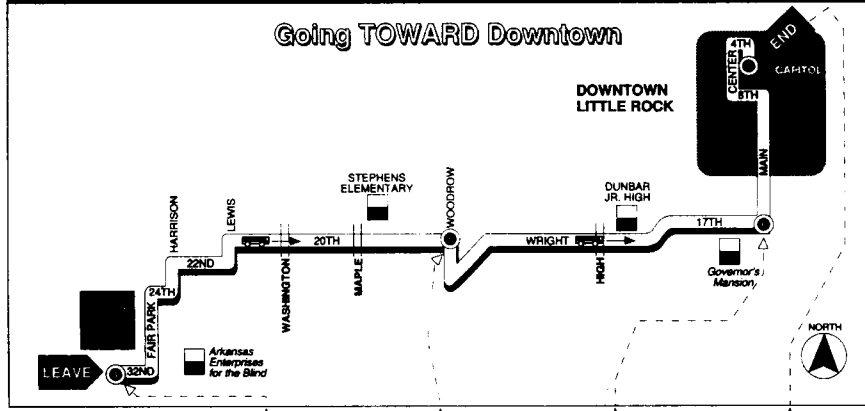 Going TOWARD Downtown
END
4TH
CENTER
CAPITOL
8TH
DOWNTOWN
LITTLE ROCK
MAIN
STEPHENS
ELEMENTARY
WOODROW
DUNBAR
JR. HIGH
HARRISON
LEWIS
20TH
WRIGHT
17TH
22ND
WASHINGTON
MAPLE
HIGH
Governor's
Mansion
24TH
FAIR PARK
NORTH
LEAVE
32ND
Arkansas
Enterprises
for the Blind